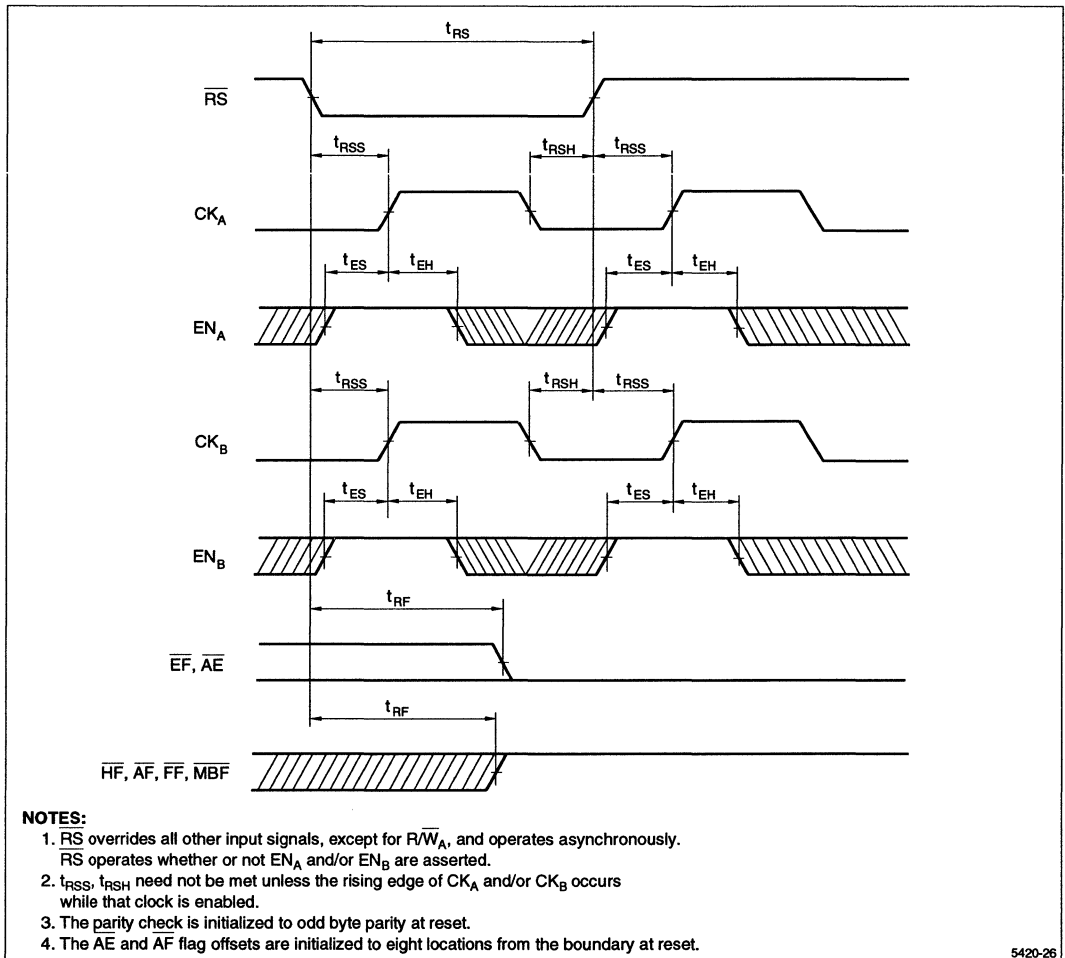 tRS
RS
tRSS tRSH tRSS
CKA
tES tEH tES tEH
ENA
tRSS tRSH tRSS
CKB
tES tEH tES tEH
ENB
tRF
EF, AE
tRF
HF, AF, FF, MBF
NOTES:
1. RS overrides all other input signals, except for R/WA, and operates asynchronously.
RS operates whether or not ENA and/or ENB are asserted.
2. tRSS, tRSH need not be met unless the rising edge of CKA and/or CKB occurs
while that clock is enabled.
3. The parity check is initialized to odd byte parity at reset.
4. The AE and AF flag offsets are initialized to eight locations from the boundary at reset.
5420-26